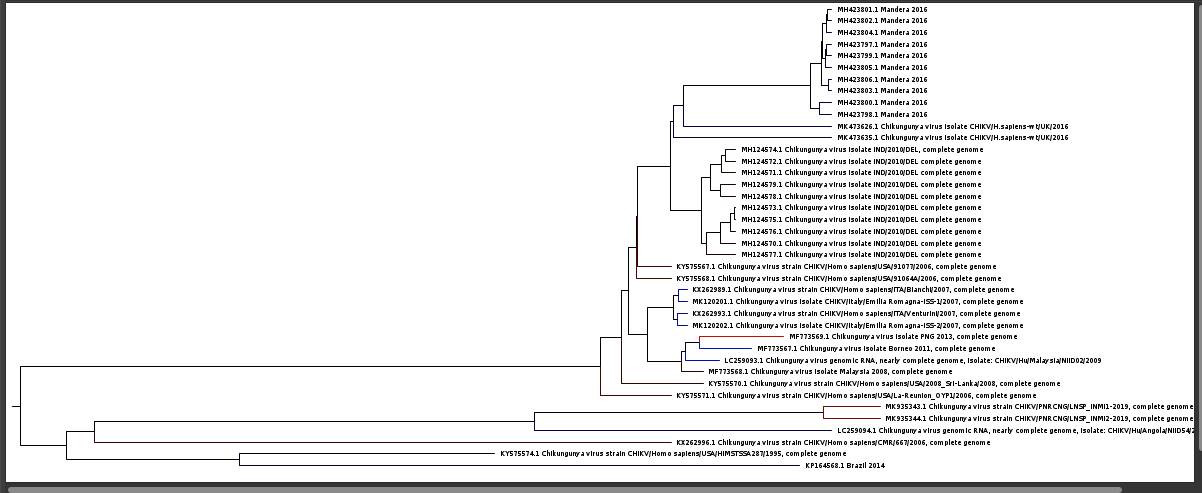 MH423801.1 Mandera 2016
MH423802.1 Mandera 2016
MH423804.1 Mandera 2016
MH423797.1 Mandera 2016
MH423799.1 Mandera 2016
MH423805.1 Mandera 2016
MH423806.1 Mandera 2016
MH423803.1 Mandera 2016
MH423800.1 Mandera 2016
MH423798.1 Mandera 2016
MK473626.1 Chikungunya virus isolate CHIKV/H.sapiens-wt/UK/2016
MK473635.1 Chikungunya virus isolate CHIKV/H.sapiens-wt/UK/2016
MH124574.1 Chikungunya virus isolate IND/2010/DEL, complete genome
MH124572.1 Chikungunya virus isolate IND/2010/DEL complete genome
MH124571.1 Chikungunya virus isolate IND/2010/DEL complete genome
MH124579.1 Chikungunya virus isolate IND/2010/DEL complete genome
MH124578.1 Chikungunya virus isolate IND/2010/DEL complete genome
MH124573.1 Chikungunya virus isolate IND/2010/DEL complete genome
MH124575.1 Chikungunya virus isolate IND/2010/DEL complete genome
MH124576.1 Chikungunya virus isolate IND/2010/DEL complete genome
MH124570.1 Chikungunya virus isolate IND/2010/DEL complete genome
MH124577.1 Chikungunya virus isolate IND/2010/DEL complete genome
KY575567.1 Chikungunya virus strain CHIKV/Homo sapiens/USA/91077/2006, complete genome
KY575568.1 Chikungunya virus strain CHIKV/Homo sapiens/USA/91064A/2006, complete genome
KX262989.1 Chikungunya virus strain CHIKV/Homo sapiens/ITA/Bianchi/2007, complete genome
MK120201.1 Chikungunya virus isolate CHIKV/Italy/Emilia Romagna-ISS-1/2007, complete genome
KX262993.1 Chikungunya virus strain CHIKV/Homo sapiens/ITA/Venturini/2007, complete genome
MK120202.1 Chikungunya virus isolate CHIKV/Italy/Emilia Romagna-ISS-2/2007, complete genome
MF773569.1 Chikungunya virus isolate PNG 2013, complete genome
MF773567.1 Chikungunya virus isolate Borneo 2011, complete genome
LC259093.1 Chikungunya virus genomic RNA, nearly complete genome, isolate: CHIKV/Hu/Malaysia/NIID02/2009
MF773568.1 Chikungunya virus isolate Malaysia 2008, complete genome
KY575570.1 Chikungunya virus strain CHIKV/Homo sapiens/USA/2008_Sri-Lanka/2008, complete genome
KY575571.1 Chikungunya virus strain CHIKV/Homo sapiens/USA/La-Reunion_OYP1/2006, complete genome
MK935343.1 Chikungunya virus strain CHIKV/PNRCNG/LNSP_INMI1-2019, complete genome
MK935344.1 Chikungunya virus strain CHIKV/PNRCNG/LNSP_INMI2-2019, complete genome
LC259094.1 Chikungunya virus genomic RNA, nearly complete genome, isolate: CHIKV/Hu/Angola/NIID54/2
KX262996.1 Chikungunya virus strain CHIKV/Homo sapiens/CMR/667/2006, complete genome
KY575574.1 Chikungunya virus strain CHIKV/Homo sapiens/USA/HIMSTSSA287/1995, complete genome
KP164568.1 Brazil 2014